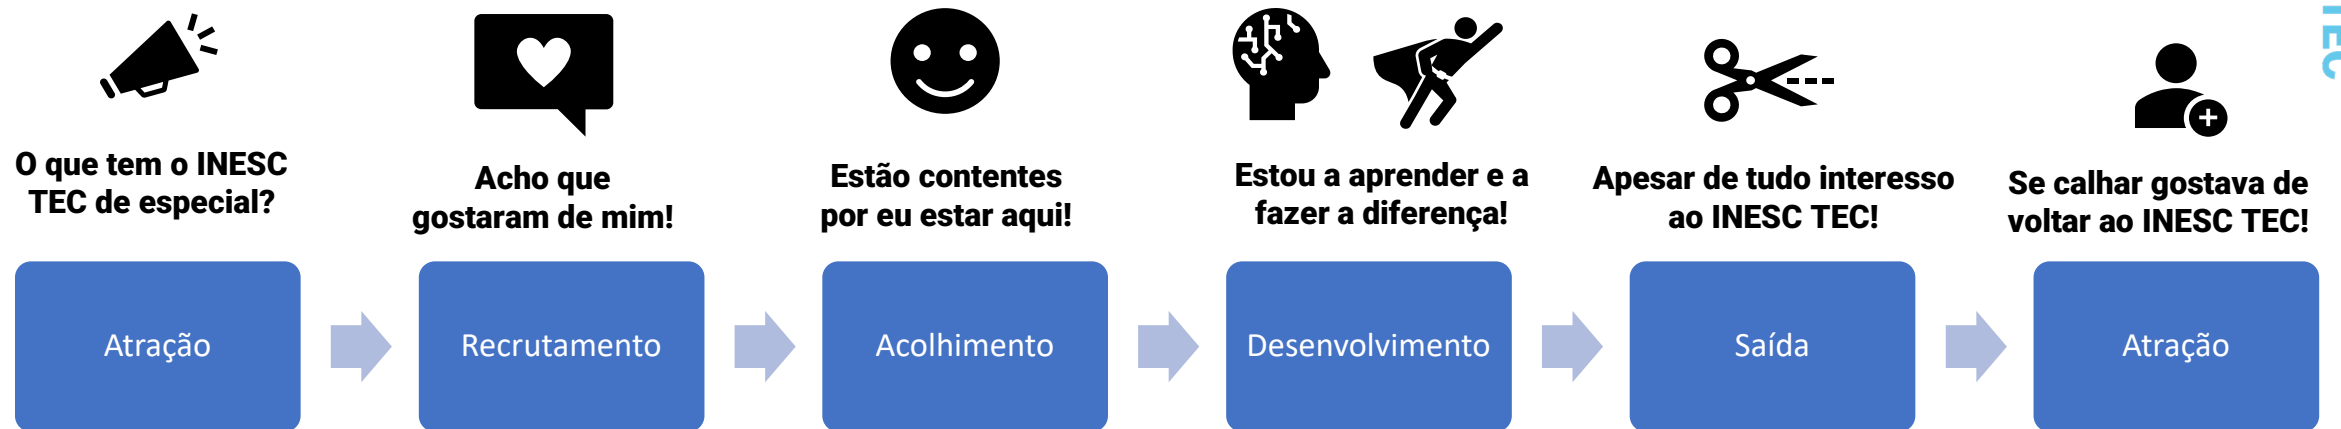 TEC
O que tem o INESC
TEC de especial?
Acho que
gostaram de mim!
Estão contentes
por eu estar aqui!
Estou a aprender e a
fazer a diferença!
Apesar de tudo interesso
ao INESC TEC!
Se calhar gostava de
voltar ao INESC TEC!
Atração
Recrutamento
Acolhimento
Desenvolvimento
Saída
Atração